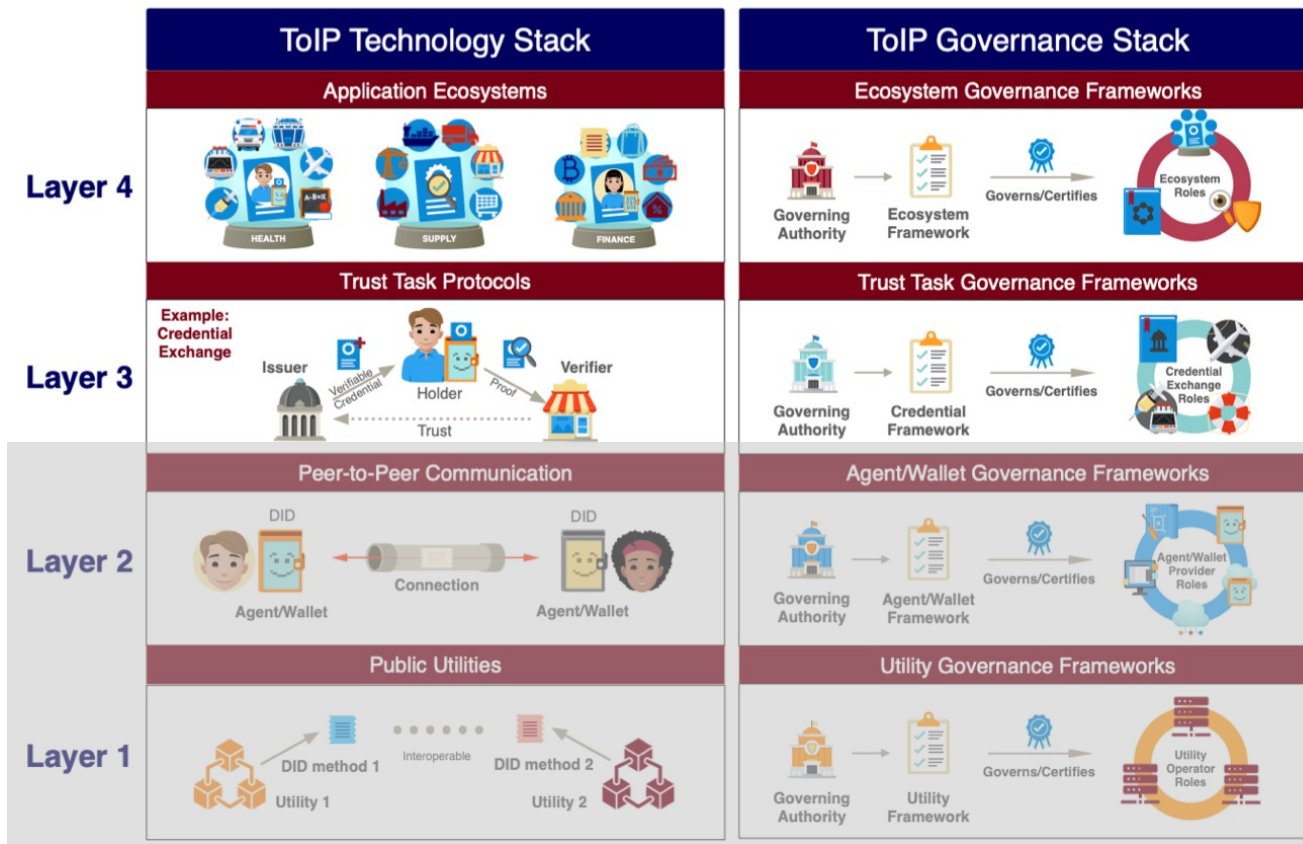 ToIP Technology Stack
ToIP Governance Stack
Layer 4
Application Ecosystems
HEALTH
SUPPLY
FINANCE
Ecosystem Governance Frameworks
Governing
Authority
Ecosystem
Framework
Governs/Certifies
Ecosystem
Roles
Layer 3
Trust Task Protocols
Example:
Credential
Exchange
Issuer
Verifiable
Credential
Holder
Proof
Verifier
Trust
Trust Task Governance Frameworks
Governing
Authority
Credential
Framework
Governs/Certifies
Credential
Exchange
Roles
Layer 2
Peer-to-Peer Communication
DID
Agent/Wallet
Connection
DID
Agent/Wallet
Agent/Wallet Governance Frameworks
Governing
Authority
Agent/Wallet
Framework
Governs/Certifies
Agent/Wallet
Provider
Roles
Layer 1
Public Utilities
DID method 1
Utility 1
Interoperable
DID method 2
Utility 2
Utility Governance Frameworks
Governing
Authority
Utility
Framework
Governs/Certifies
Utility
Operator
Roles